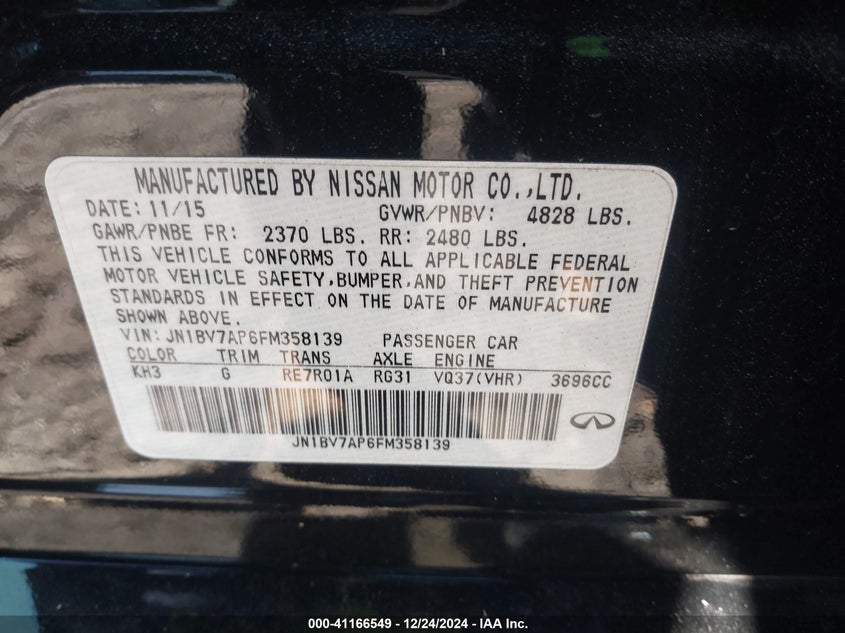 MANUFACTURED BY NISSAN MOTOR CO.,LTD.
DATE: 11/15 GVWR/PNBV: 4828 LBS.
GAWR/PNBE FR: 2370 LBS. RR: 2480 LBS.
THIS VEHICLE CONFORMS TO ALL APPLICABLE FEDERAL
MOTOR VEHICLE SAFETY,BUMPER,AND THEFT PREVENTION
STANDARDS IN EFFECT ON THE DATE OF MANUFACTURE
SHOWN ABOVE.
VIN: JN1BV7AP6FM358139 PASSENGER CAR
COLOR TRIM TRANS AXLE ENGINE
KH3 G RE7R01A RG31 VQ37(VHR) 3696CC
JN1BV7AP6FM358139
000-41166549 - 12/24/2024 - IAA Inc.